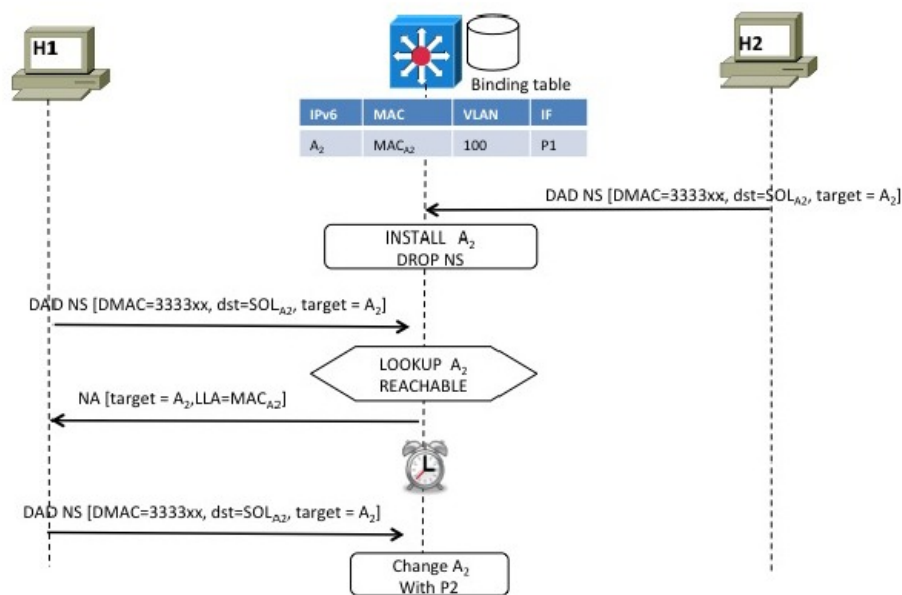 H1
H2
Binding table
IPv6 MAC VLAN IF
A2 MACA2 100 P1
DAD NS [DMAC=3333xx, dst=SOLA2, target = A2]
INSTALL A2
DROP NS
DAD NS [DMAC=3333xx, dst=SOLA2, target = A2]
LOOKUP A2
REACHABLE
NA [target = A2,LLA=MACA2]
DAD NS [DMAC=3333xx, dst=SOLA2, target = A2]
Change A2
With P2